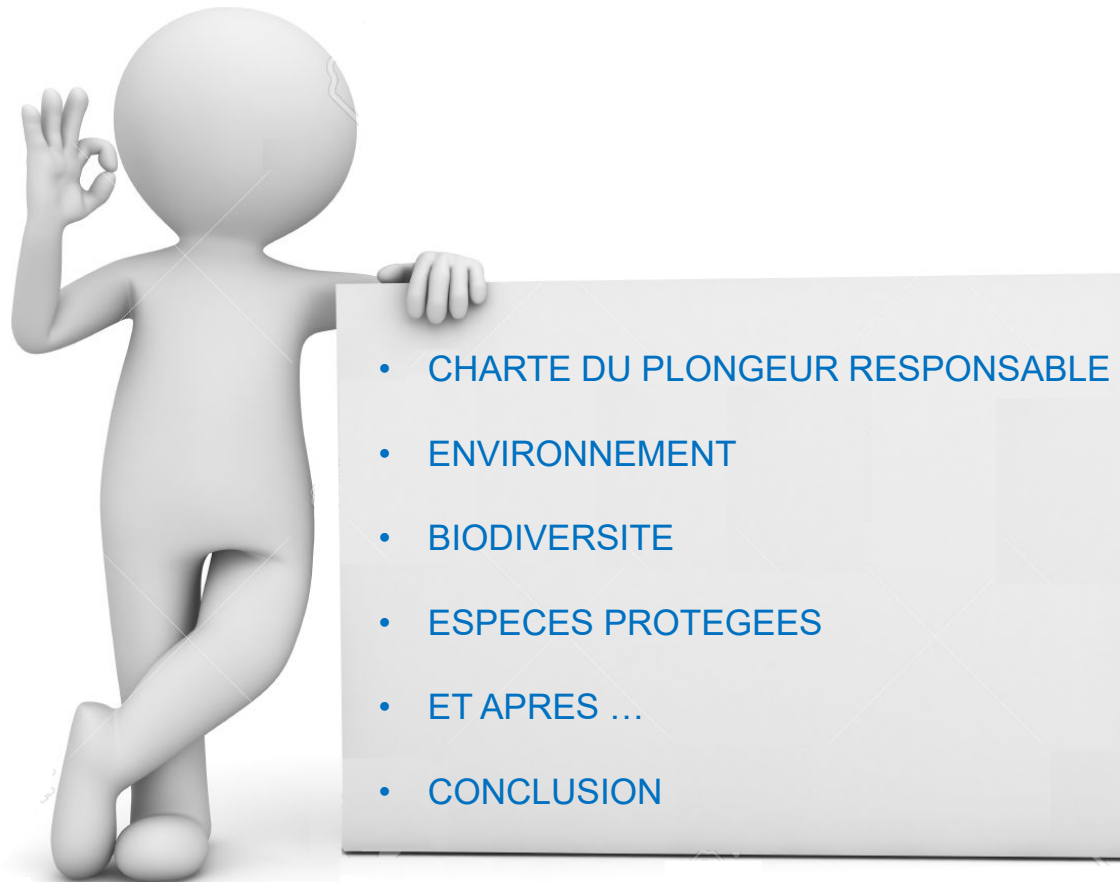 • CHARTE DU PLONGEUR RESPONSABLE
• ENVIRONNEMENT
• BIODIVERSITE
• ESPECES PROTEGEES
• ET APRES …
• CONCLUSION